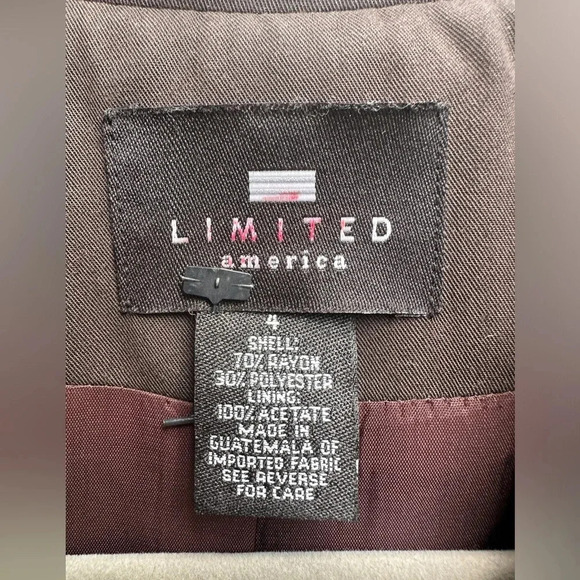 LIMITED
america
4
SHELL:
70% RAYON
30% POLYESTER
LINING:
100% ACETATE
MADE IN
GUATEMALA OF
IMPORTED FABRIC
SEE REVERSE
FOR CARE